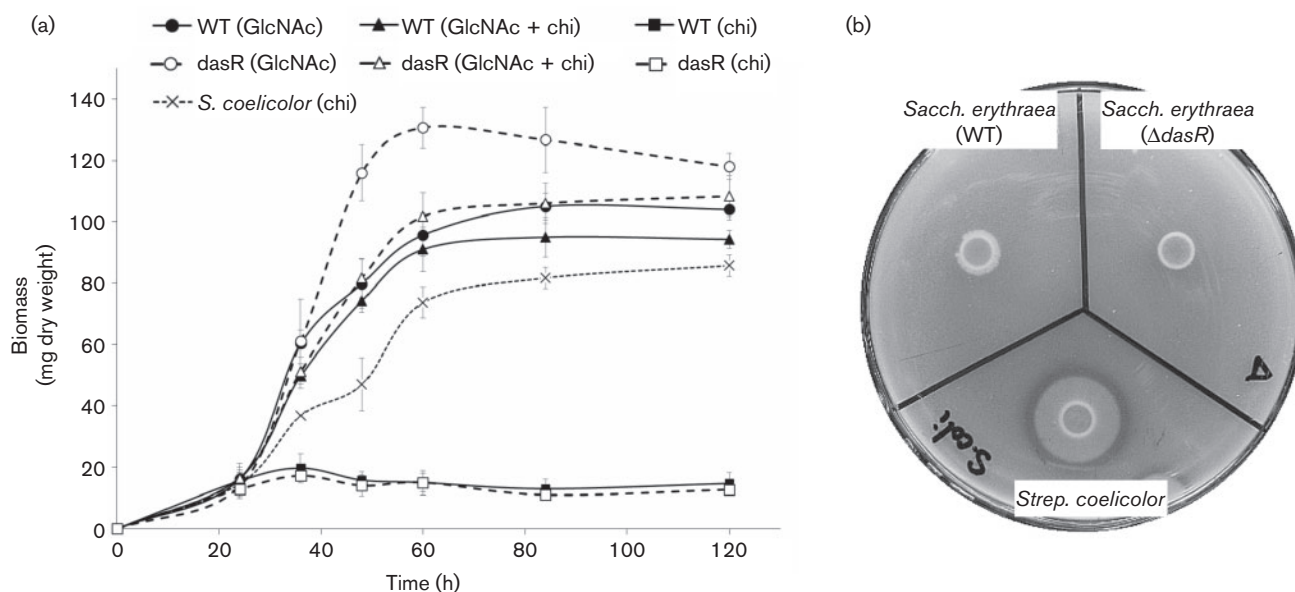 (a)
WT (GlcNAc) WT (GlcNAc + chi) WT (chi)
dasR (GlcNAc) dasR (GlcNAc + chi) dasR (chi)
S. coelicolor (chi)
140
120
100
80
60
40
20
0
Biomass
(mg dry weight)
0 20 40 60 80 100 120
Time (h)
(b)
Sacch. erythraea
(WT)
Sacch. erythraea
(ΔdasR)
Δ
S.coli
Strep. coelicolor